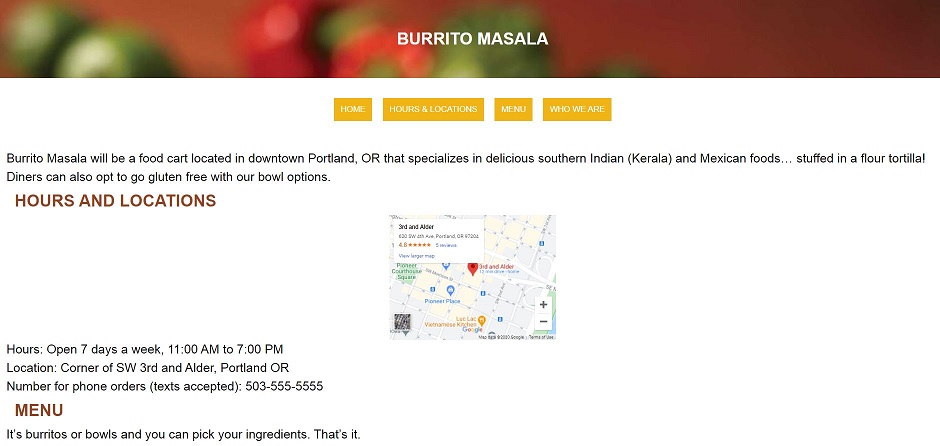 BURRITO MASALA
HOME
HOURS & LOCATIONS
MENU
WHO WE ARE
Burrito Masala will be a food cart located in downtown Portland, OR that specializes in delicious southern Indian (Kerala) and Mexican foods… stuffed in a flour tortilla!
Diners can also opt to go gluten free with our bowl options.
HOURS AND LOCATIONS
3rd and Alder
620 SW 4th Ave, Portland, OR 97204
4.8 ★★★★★ 5 reviews
View larger map
Pioneer
Courthouse
Square
3rd and Alder
12 min drive - home
Pioneer Place
Luc Lac
Vietnamese Kitchen
Google
Map data ©2020 Google
Terms of Use
Hours: Open 7 days a week, 11:00 AM to 7:00 PM
Location: Corner of SW 3rd and Alder, Portland OR
Number for phone orders (texts accepted): 503-555-5555
MENU
It’s burritos or bowls and you can pick your ingredients. That’s it.